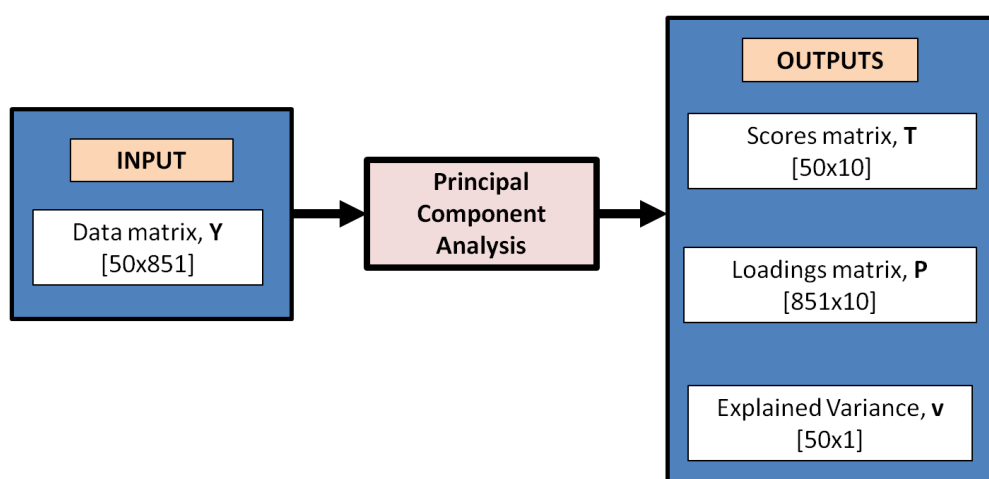 INPUT
Data matrix, Y
[50x851]
Principal
Component
Analysis
OUTPUTS
Scores matrix, T
[50x10]
Loadings matrix, P
[851x10]
Explained Variance, v
[50x1]